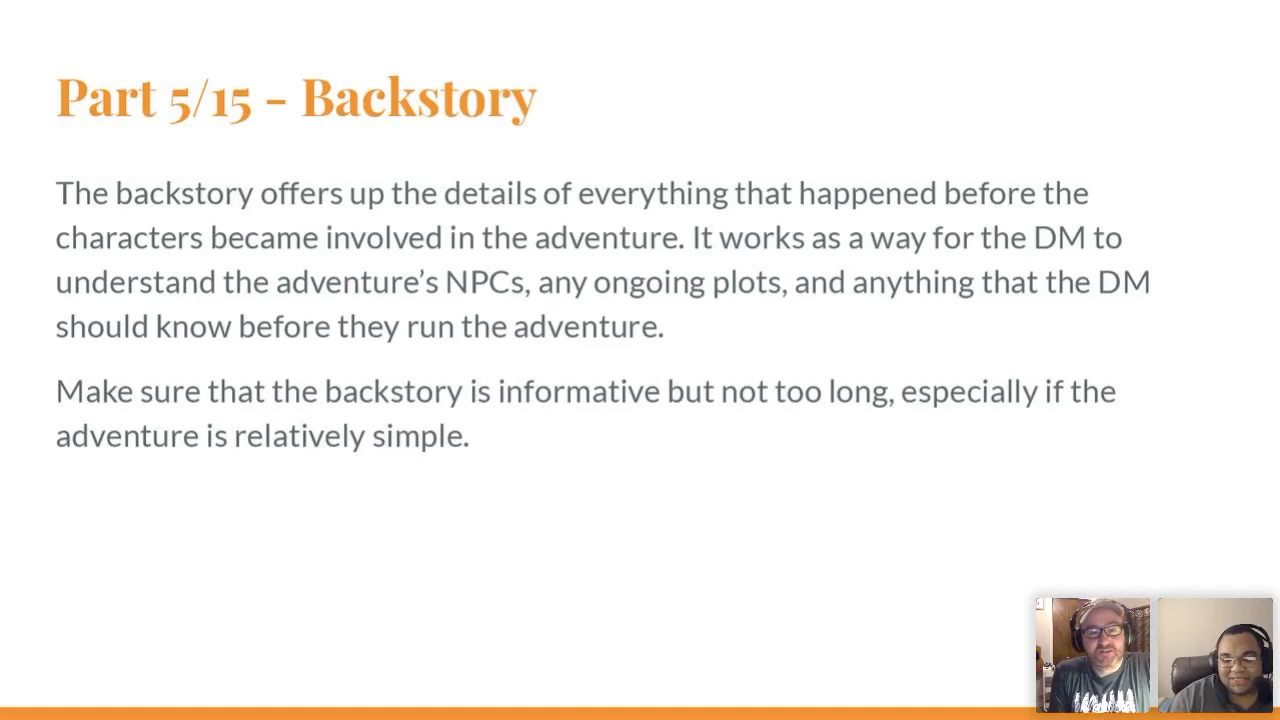 Part 5/15 - Backstory
The backstory offers up the details of everything that happened before the
characters became involved in the adventure. It works as a way for the DM to
understand the adventure’s NPCs, any ongoing plots, and anything that the DM
should know before they run the adventure.
Make sure that the backstory is informative but not too long, especially if the
adventure is relatively simple.